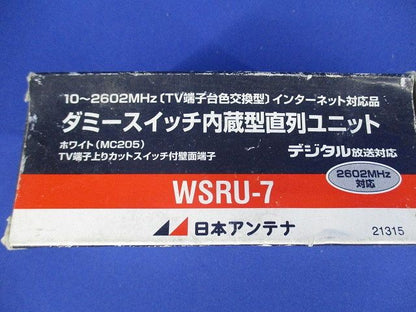 10～2602MHz（TV端子台色交換型）インターネット対応品
ダミースイッチ内蔵型直列ユニット
ホワイト（MC205）
TV端子上りカットスイッチ付壁面端子
デジタル放送対応
2602MHz
対応
WSRU-7
日本アンテナ
21315